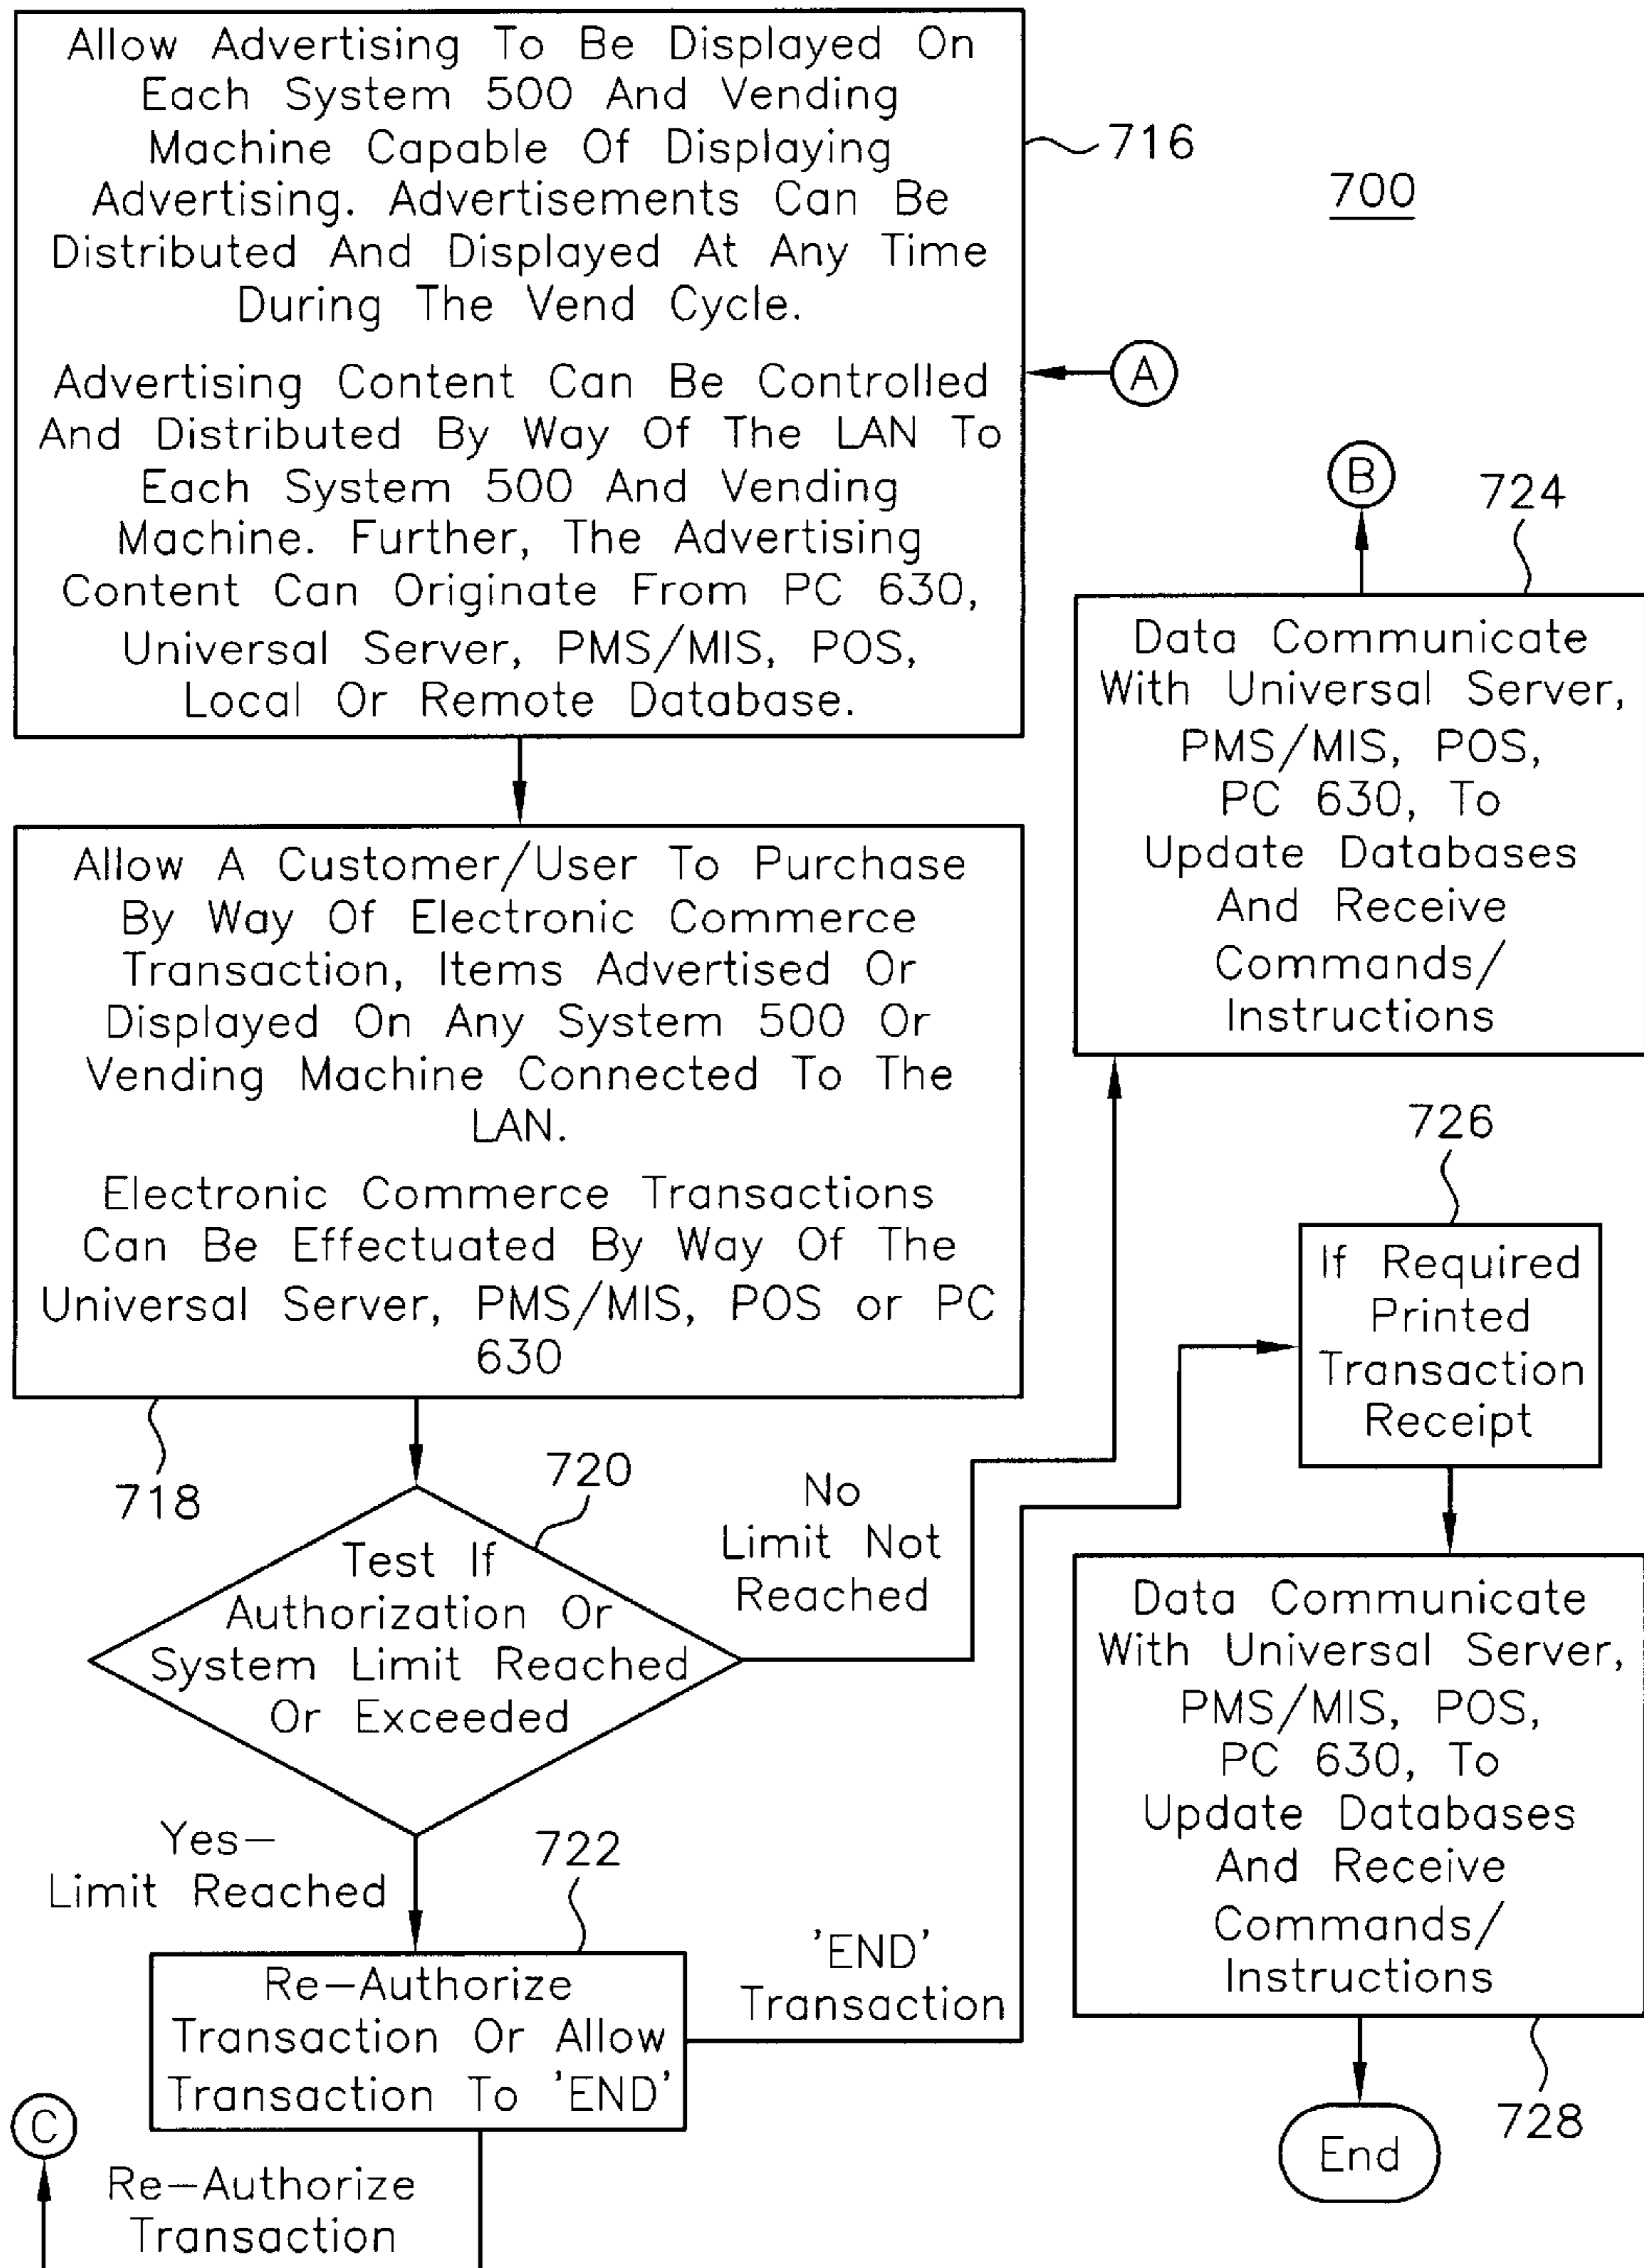 Allow Advertising To Be Displayed On
Each System 500 And Vending
Machine Capable Of Displaying
Advertising. Advertisements Can Be
Distributed And Displayed At Any Time
During The Vend Cycle.
Advertising Content Can Be Controlled
And Distributed By Way Of The LAN To
Each System 500 And Vending
Machine. Further, The Advertising
Content Can Originate From PC 630,
Universal Server, PMS/MIS, POS,
Local Or Remote Database.
716
700
A
Allow A Customer/User To Purchase
By Way Of Electronic Commerce
Transaction, Items Advertised Or
Displayed On Any System 500 Or
Vending Machine Connected To The
LAN.
Electronic Commerce Transactions
Can Be Effectuated By Way Of The
Universal Server, PMS/MIS, POS or PC
630
718
720
Test If
Authorization Or
System Limit Reached
Or Exceeded
No
Limit Not
Reached
Yes–
Limit Reached
722
Re–Authorize
Transaction Or Allow
Transaction To 'END'
'END'
Transaction
C
Re–Authorize
Transaction
B
724
Data Communicate
With Universal Server,
PMS/MIS, POS,
PC 630, To
Update Databases
And Receive
Commands/
Instructions
726
If Required
Printed
Transaction
Receipt
Data Communicate
With Universal Server,
PMS/MIS, POS,
PC 630, To
Update Databases
And Receive
Commands/
Instructions
728
End